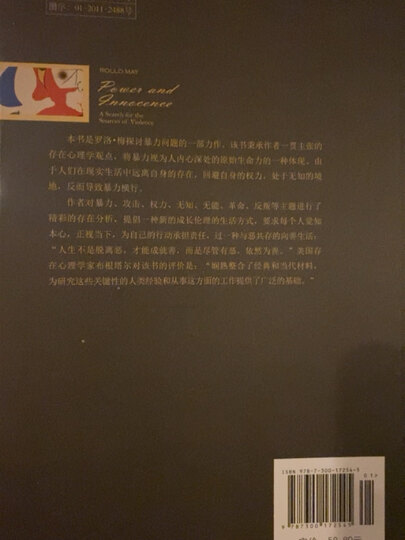 图字：01-2011-2488号
ROLLO MAY
Power and
Innocence
A Search for the
Sources of Violence
本书是罗洛·梅探讨暴力问题的一部力作。该书秉承作者一贯主张的
存在心理学观点，将暴力视为人内心深处的原始生命力的一种体现。由
于人们在现实生活中远离自身的存在，回避自身的权力，处于无知的境
地，反而导致暴力横行。
作者对暴力、攻击、权力、无知、无能、革命、反叛等主题进行了
精彩的存在分析，提倡一种新的成长伦理的生活方式，要求每个人觉知
本心，正视当下，为自己的行动承担责任，过一种与恶共存的向善生活：
“人生不是脱离恶，才能成就善，而是尽管有恶，依然为善。”美国存
在心理学家布根塔尔对该书的评价是：“娴熟整合了经典和当代材料，
为研究这些关键性的人类经验和从事这方面的工作提供了广泛的基础。”
ISBN 978-7-300-17254-5
01>
9 787300 172545